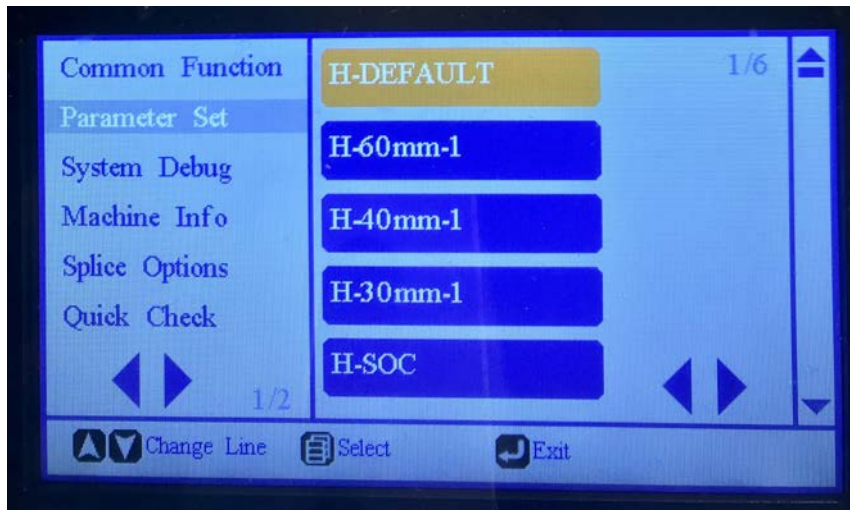 Common Function
Parameter Set
System Debug
Machine Info
Splice Options
Quick Check
1/2
H-DEFAULT
1/6
H-60mm-1
H-40mm-1
H-30mm-1
H-SOC
Change Line Select Exit